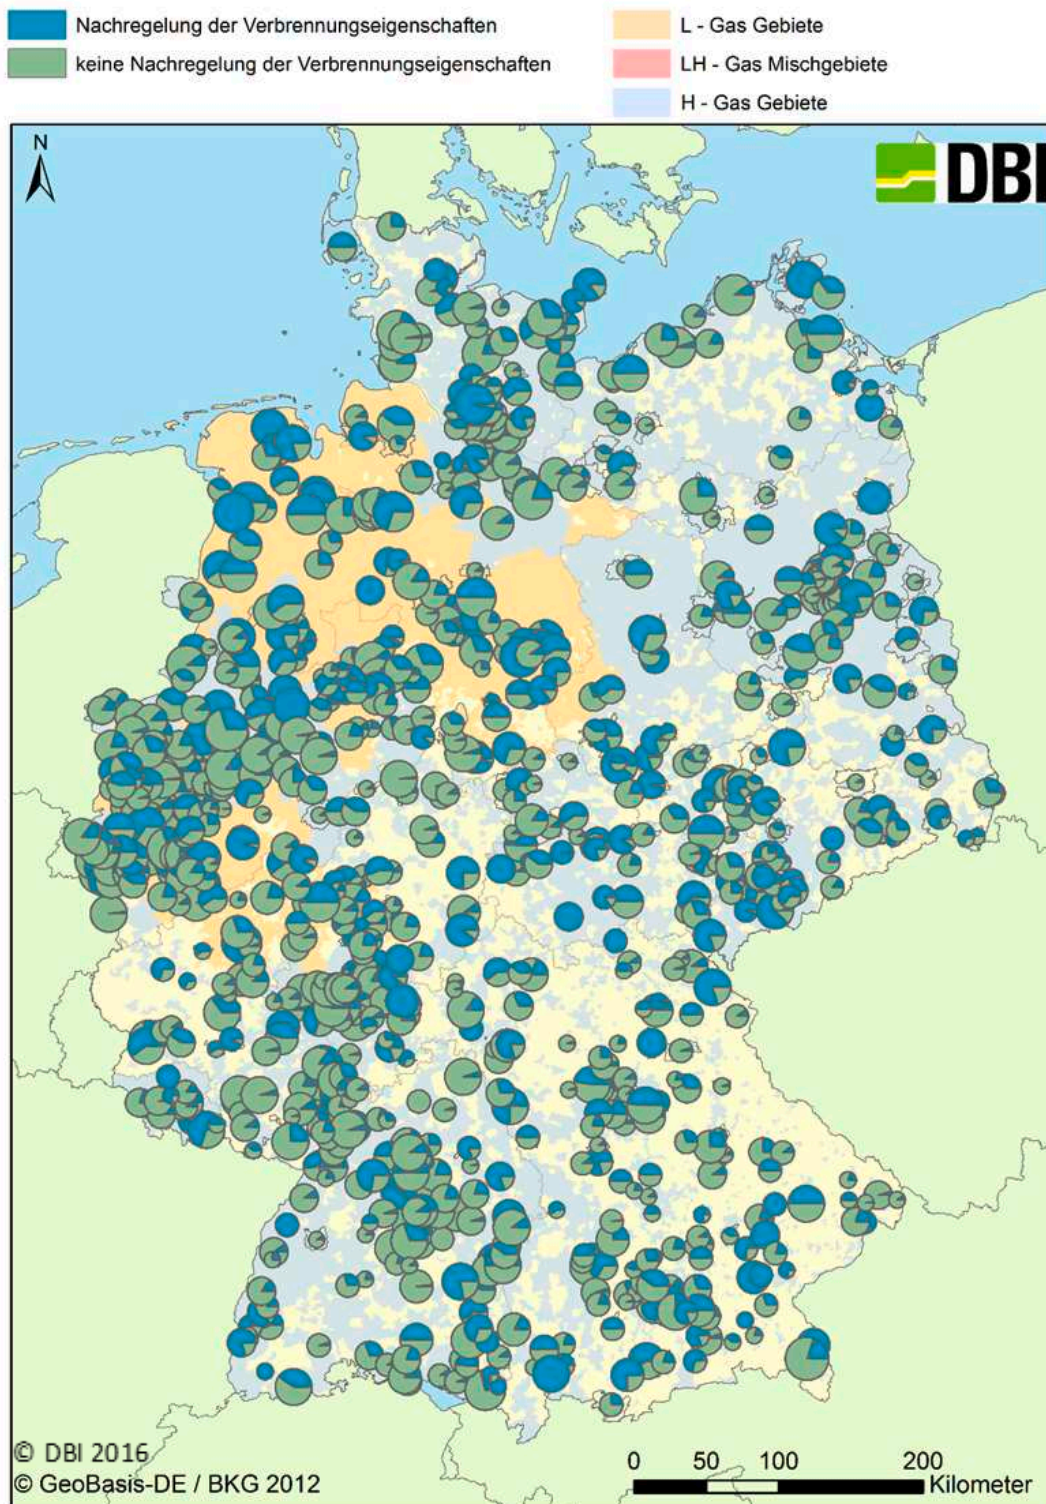 Nachregelung der Verbrennungseigenschaften
keine Nachregelung der Verbrennungseigenschaften
L - Gas Gebiete
LH - Gas Mischgebiete
H - Gas Gebiete
N
DBI
© DBI 2016
© GeoBasis-DE / BKG 2012
0 50 100 200
Kilometer